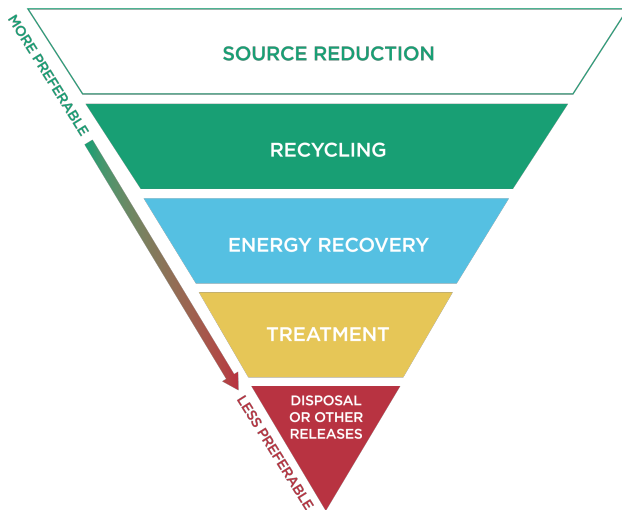 MORE PREFERABLE
SOURCE REDUCTION
RECYCLING
ENERGY RECOVERY
TREATMENT
DISPOSAL
OR OTHER
RELEASES
LESS PREFERABLE